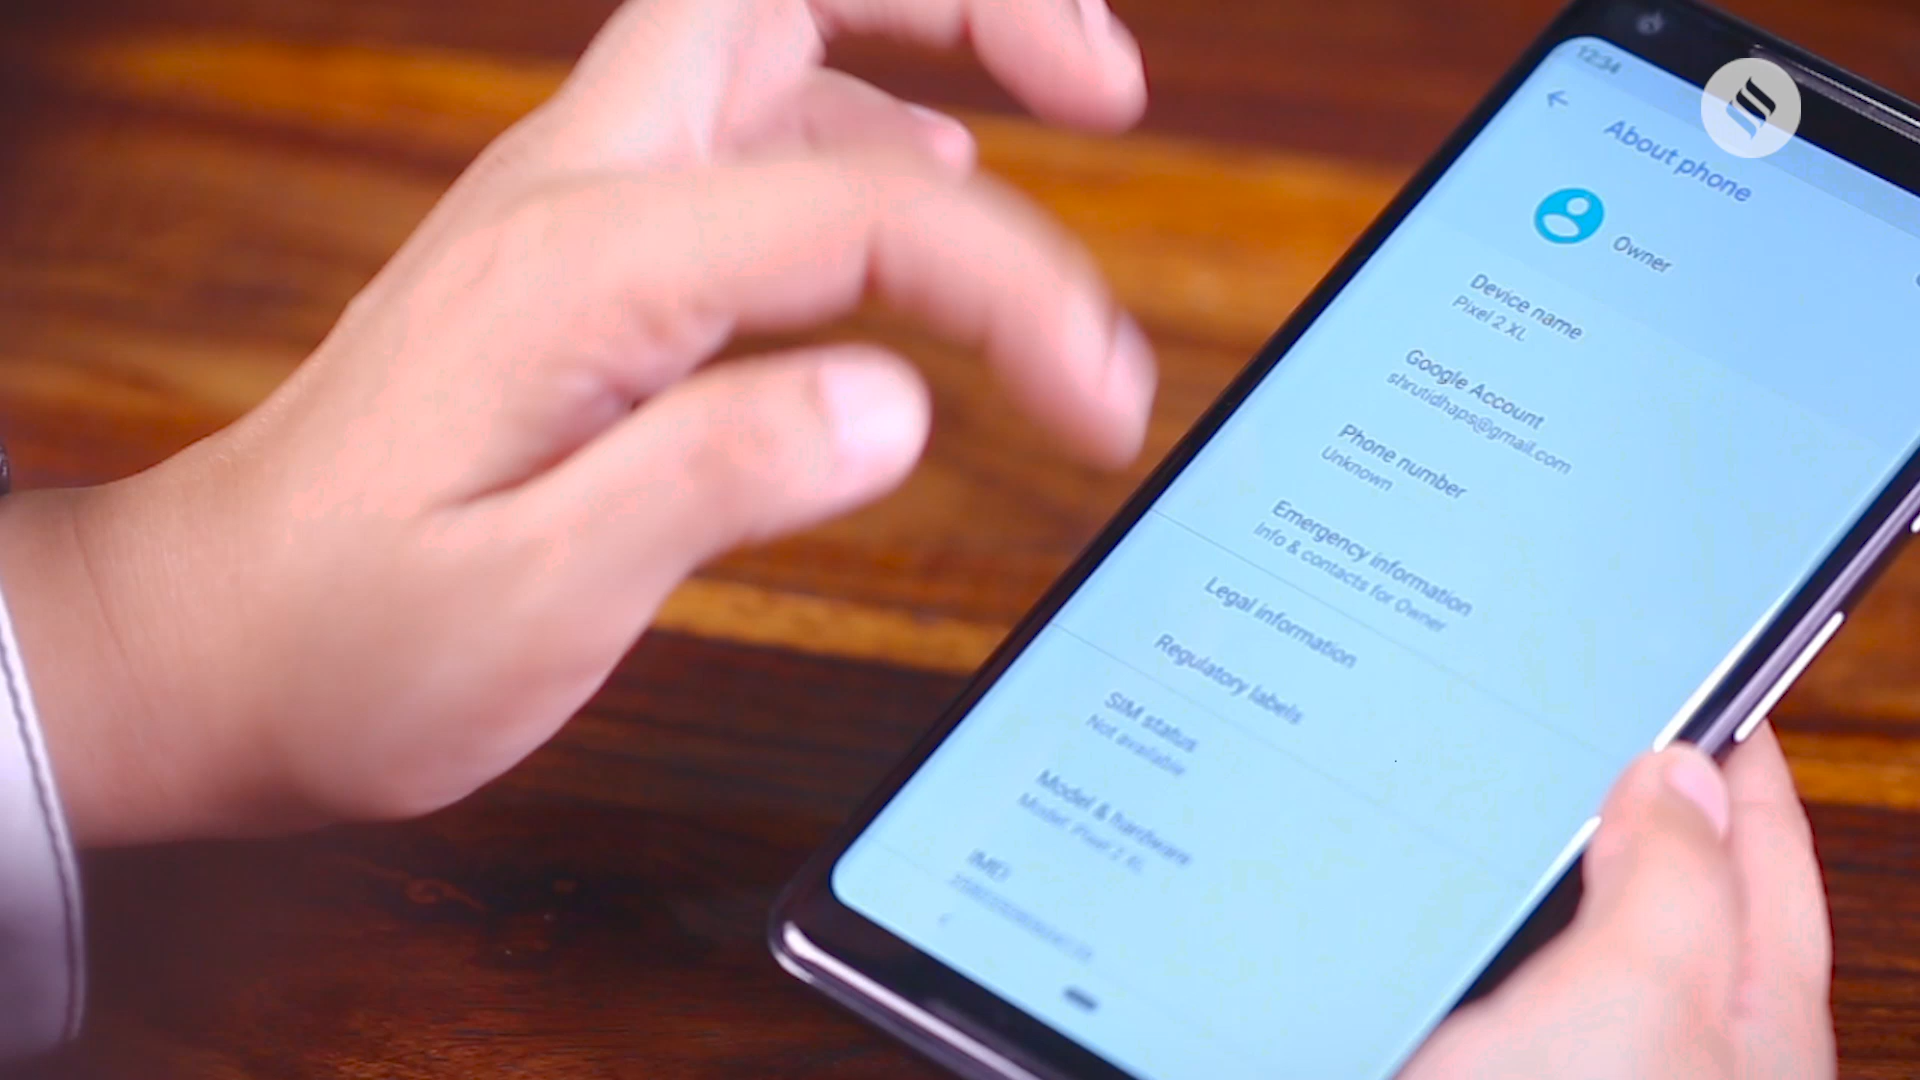 12:34
About phone
Owner
Device name
Pixel 2 XL
Google Account
shrutidhaps@gmail.com
Phone number
Unknown
Emergency information
Info & contacts for Owner
Legal information
Regulatory labels
SIM status
Not available
Model & hardware
Model: Pixel 2 XL
IMEI